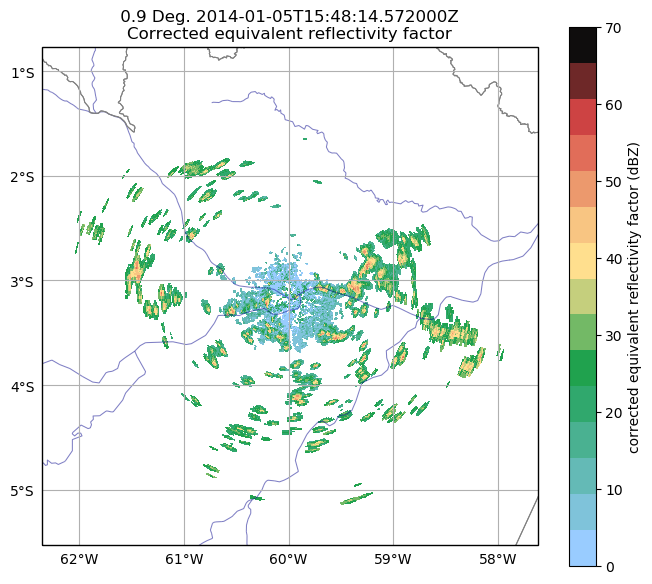 0.9 Deg. 2014-01-05T15:48:14.572000Z
Corrected equivalent reflectivity factor
1°S
2°S
3°S
4°S
5°S
62°W 61°W 60°W 59°W 58°W
70
60
50
40
30
20
10
0
corrected equivalent reflectivity factor (dBZ)